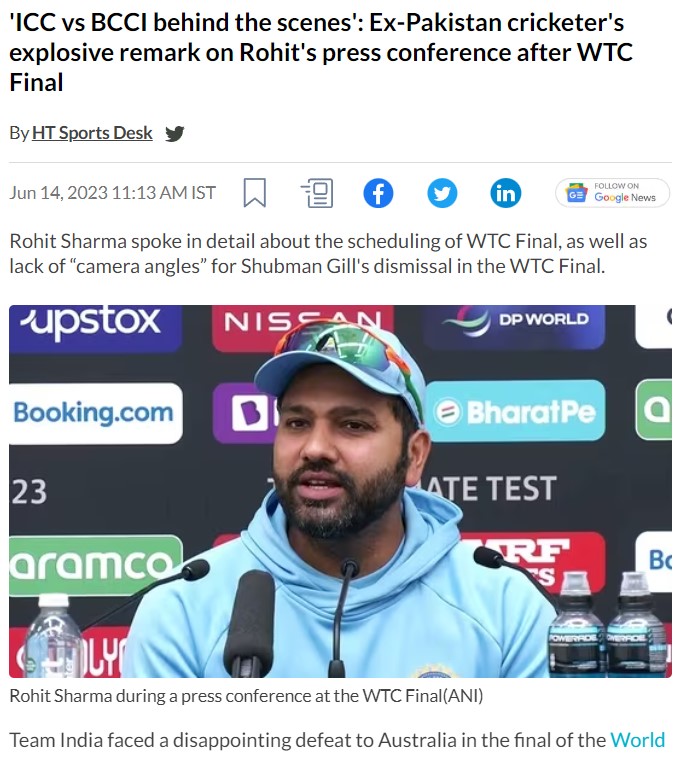 'ICC vs BCCI behind the scenes': Ex-Pakistan cricketer's
explosive remark on Rohit's press conference after WTC
Final
By HT Sports Desk
Jun 14, 2023 11:13 AM IST
FOLLOW ON
GE Google News
Rohit Sharma spoke in detail about the scheduling of WTC Final, as well as
lack of “camera angles” for Shubman Gill's dismissal in the WTC Final.
upstox
NISSAN
DP WORLD
Booking.com
BharatPe
23
ATE TEST
aramco
MRF
POWERADE
POWERADE
Rohit Sharma during a press conference at the WTC Final(ANI)
Team India faced a disappointing defeat to Australia in the final of the World